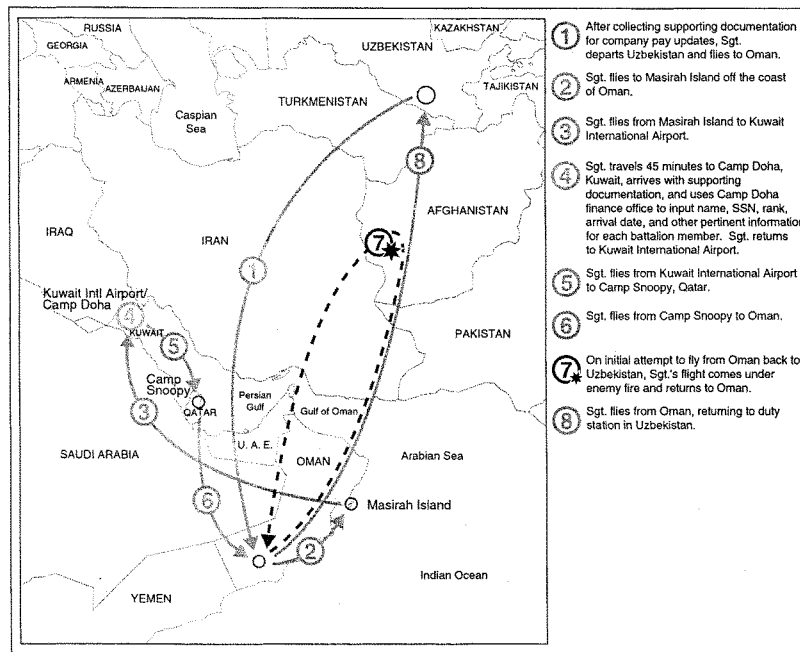 RUSSIA
KAZAKHSTAN
GEORGIA
UZBEKISTAN
ARMENIA
AZERBAIJAN
TURKMENISTAN
TAJIKISTAN
Caspian
Sea
8
AFGHANISTAN
7
IRAQ
IRAN
1
Kuwait Intl Airport/
Camp Doha
4
KUWAIT
5
PAKISTAN
Camp
Snoopy
QATAR
Persian
Gulf
Gulf of Oman
3
U. A. E.
OMAN
Arabian Sea
SAUDI ARABIA
6
Masirah Island
2
Indian Ocean
YEMEN
1 After collecting supporting documentation
for company pay updates, Sgt.
departs Uzbekistan and flies to Oman.
2 Sgt. flies to Masirah Island off the coast
of Oman.
3 Sgt. flies from Masirah Island to Kuwait
International Airport.
4 Sgt. travels 45 minutes to Camp Doha,
Kuwait, arrives with supporting
documentation, and uses Camp Doha
finance office to input name, SSN, rank,
arrival date, and other pertinent information
for each battalion member. Sgt. returns
to Kuwait International Airport.
5 Sgt. flies from Kuwait International Airport
to Camp Snoopy, Qatar.
6 Sgt. flies from Camp Snoopy to Oman.
7 On initial attempt to fly from Oman back to
Uzbekistan, Sgt.'s flight comes under
enemy fire and returns to Oman.
8 Sgt. flies from Oman, returning to duty
station in Uzbekistan.